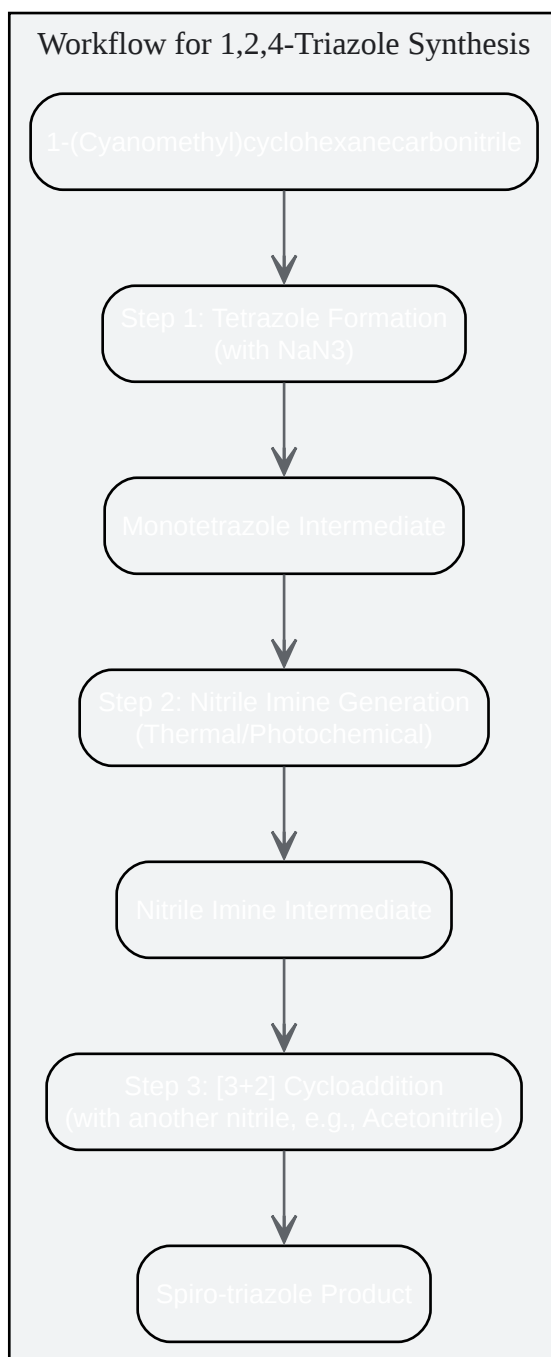 Workflow for 1,2,4-Triazole Synthesis
1-(Cyanomethyl)cyclohexanecarbonitrile
Step 1: Tetrazole Formation
(with NaN3)
Monotetrazole Intermediate
Step 2: Nitrile Imine Generation
(Thermal/Photochemical)
Nitrile Imine Intermediate
Step 3: [3+2] Cycloaddition
(with another nitrile, e.g., Acetonitrile)
Spiro-triazole Product